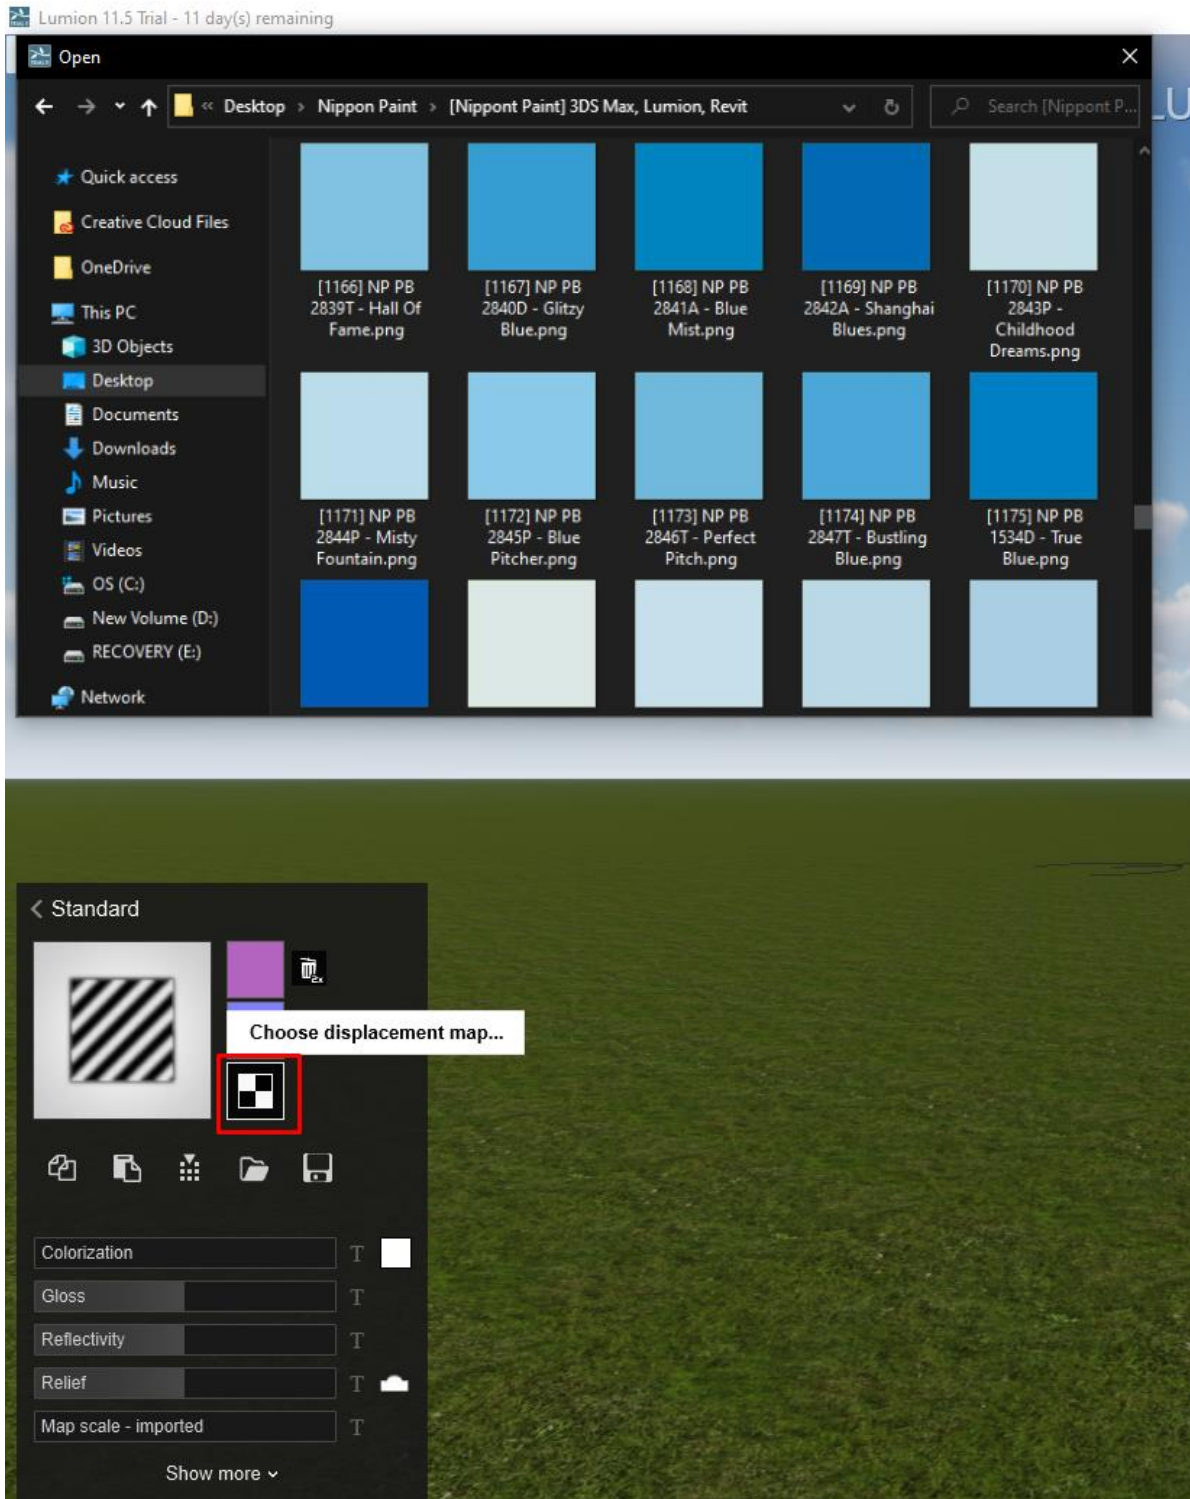 Lumion 11.5 Trial - 11 day(s) remaining
Open
« Desktop › Nippon Paint › [Nippont Paint] 3DS Max, Lumion, Revit
Search [Nippont P...
LU
Quick access
Creative Cloud Files
OneDrive
This PC
3D Objects
Desktop
Documents
Downloads
Music
Pictures
Videos
OS (C:)
New Volume (D:)
RECOVERY (E:)
Network
[1166] NP PB
2839T - Hall Of
Fame.png
[1167] NP PB
2840D - Glitzy
Blue.png
[1168] NP PB
2841A - Blue
Mist.png
[1169] NP PB
2842A - Shanghai
Blues.png
[1170] NP PB
2843P -
Childhood
Dreams.png
[1171] NP PB
2844P - Misty
Fountain.png
[1172] NP PB
2845P - Blue
Pitcher.png
[1173] NP PB
2846T - Perfect
Pitch.png
[1174] NP PB
2847T - Bustling
Blue.png
[1175] NP PB
1534D - True
Blue.png
Standard
2x
Choose displacement map...
Colorization T
Gloss T
Reflectivity T
Relief T
Map scale - imported T
Show more